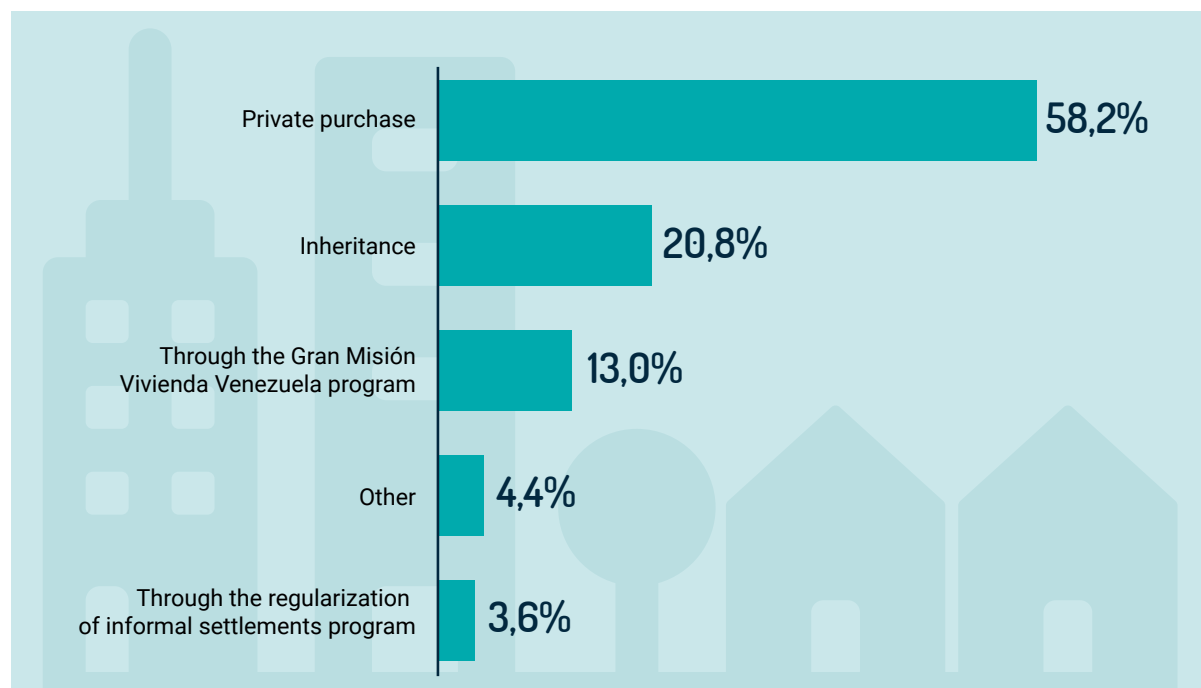 Private purchase
58,2%
Inheritance
20,8%
Through the Gran Misión
Vivienda Venezuela program
13,0%
Other
4,4%
Through the regularization
of informal settlements program
3,6%